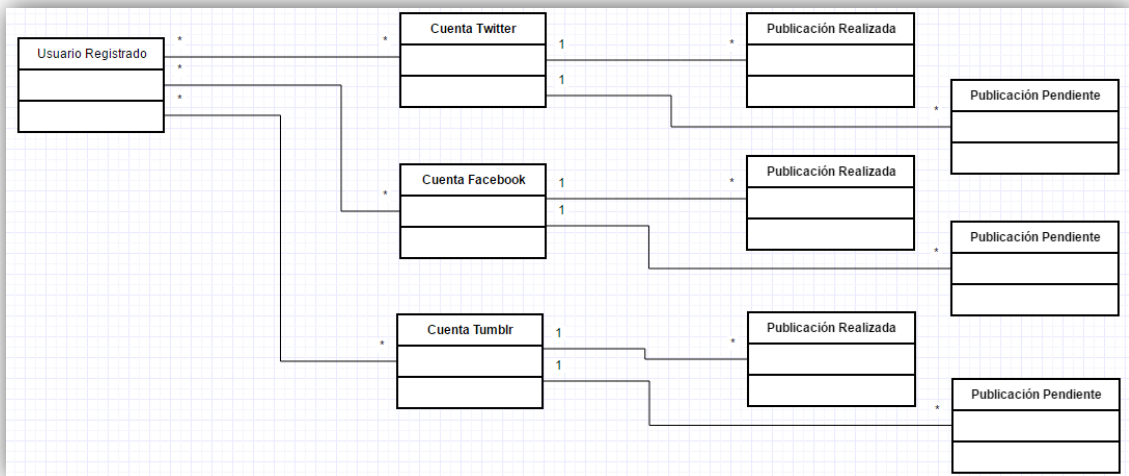 Usuario Registrado
*
*
*
*
Cuenta Twitter
1
1
*
Publicación Realizada
*
Publicación Pendiente
*
Cuenta Facebook
1
1
*
Publicación Realizada
*
Publicación Pendiente
*
Cuenta Tumblr
1
1
*
Publicación Realizada
*
Publicación Pendiente